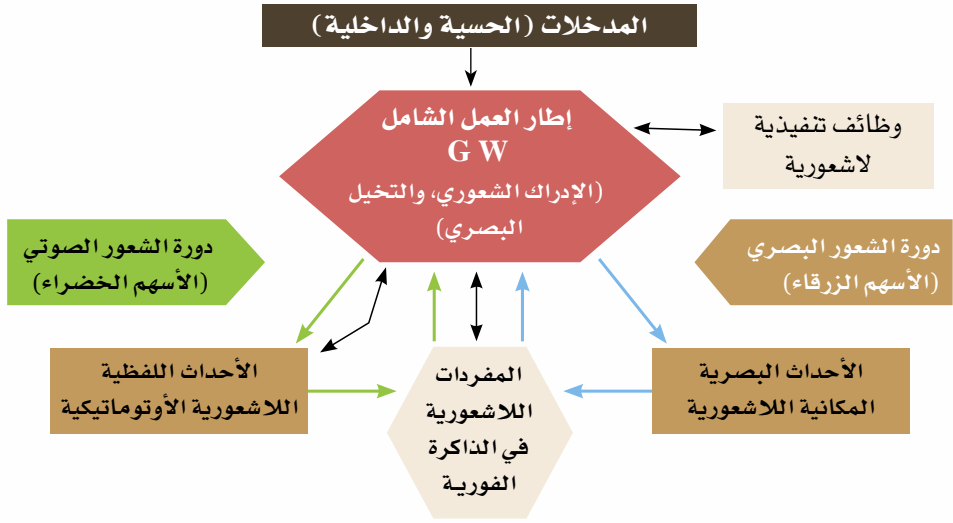 المدخلات (الحسية والداخلية)
إطار العمل الشامل
G W
(الإدراك الشعوري، والتخيل
البصري)
وظائف تنفيذية
لاشعورية
دورة الشعور البصري
(الأسهم الزرقاء)
دورة الشعور الصوتي
(الأسهم الخضراء)
الأحداث البصرية
المكانية اللاشعورية
المفردات
اللاشعورية
في الذاكرة
الفورية
الأحداث اللفظية
اللاشعورية الأوتوماتيكية